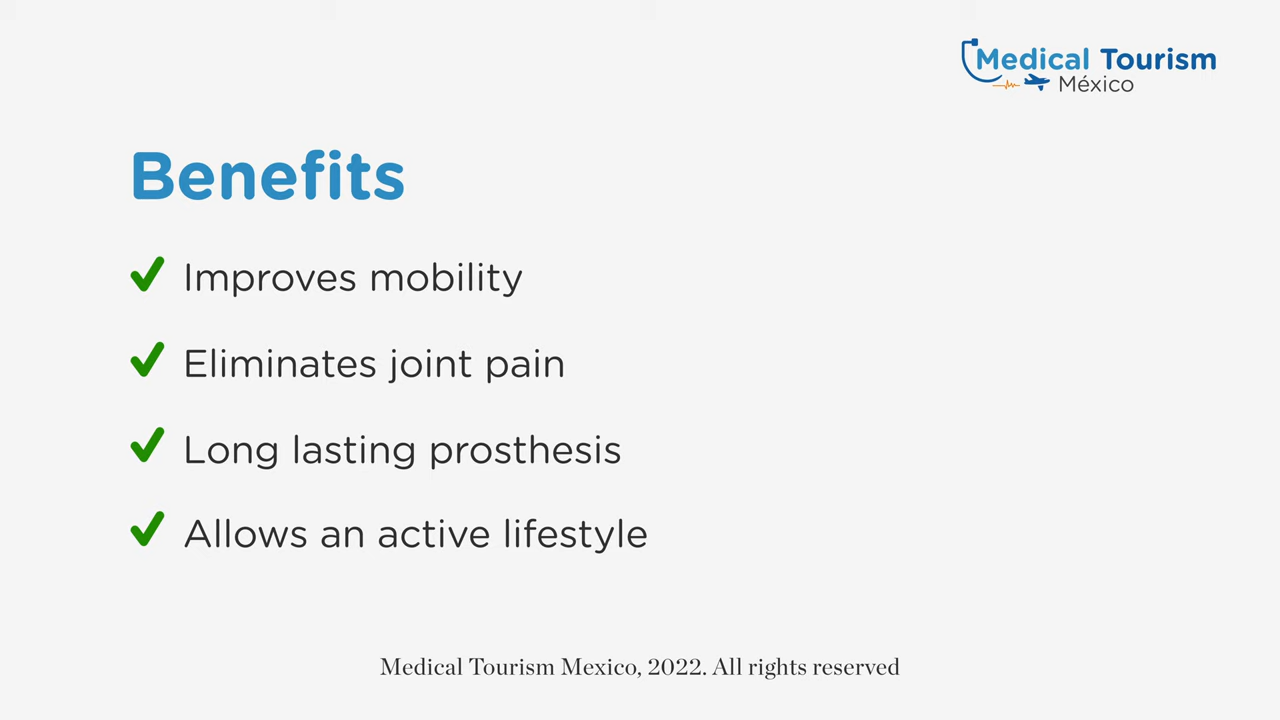 Medical Tourism
México
Benefits
Improves mobility
Eliminates joint pain
Long lasting prosthesis
Allows an active lifestyle
Medical Tourism Mexico, 2022. All rights reserved